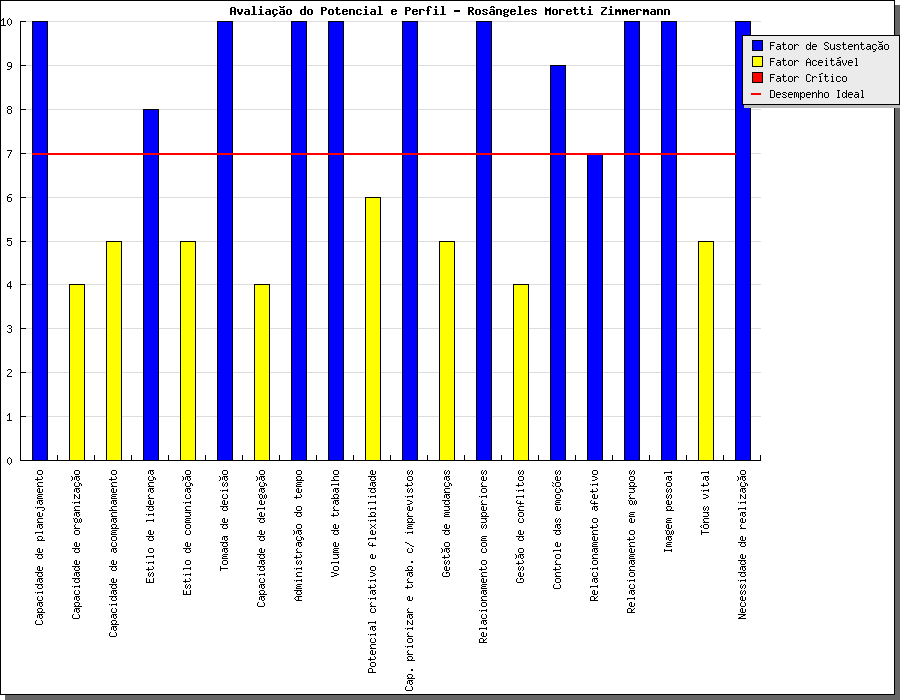 Avaliação do Potencial e Perfil - Rosângeles Moretti Zimmermann
10
9
8
7
6
5
4
3
2
1
0
Fator de Sustentação
Fator Aceitável
Fator Crítico
Desempenho Ideal
Capacidade de planejamento
Capacidade de organização
Capacidade de acompanhamento
Estilo de liderança
Estilo de comunicação
Tomada de decisão
Capacidade de delegação
Administração do tempo
Volume de trabalho
Potencial criativo e flexibilidade
Cap. priorizar e trab. c/ imprevistos
Gestão de mudanças
Relacionamento com superiores
Gestão de conflitos
Controle das emoções
Relacionamento afetivo
Relacionamento em grupos
Imagem pessoal
Tônus vital
Necessidade de realização